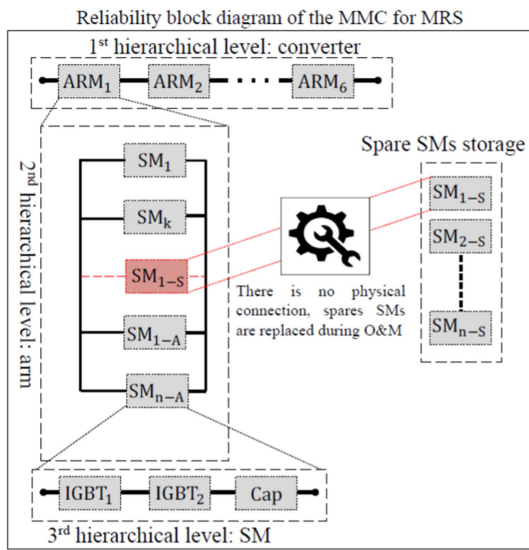 Reliability block diagram of the MMC for MRS
1st hierarchical level: converter
ARM1 ARM2 ARM6
2nd hierarchical level: arm
SM1
SMk
SM1−S
SM1−A
SMn−A
There is no physical
connection, spares SMs
are replaced during O&M
Spare SMs storage
SM1−S
SM2−S
SMn−S
IGBT1 IGBT2 Cap
3rd hierarchical level: SM